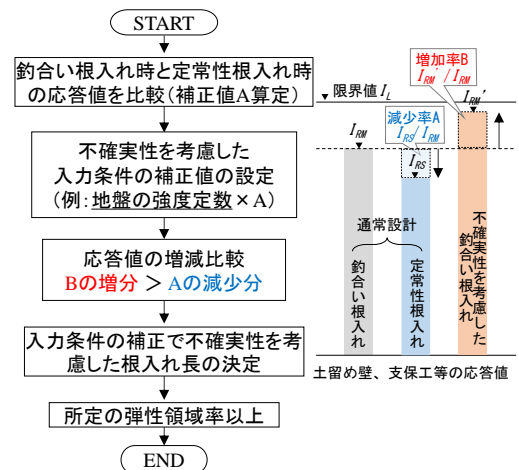 START
釣合い根入れ時と定常性根入れ時
の応答値を比較(補正値A算定)
不確実性を考慮した
入力条件の補正値の設定
(例:地盤の強度定数×A)
応答値の増減比較
Bの増分 > Aの減少分
入力条件の補正で不確実性を考
慮した根入れ長の決定
所定の弾性領域率以上
END
増加率B
I_RM'/I_RM
限界値 I_L
I_RM'
減少率A
I_RS/I_RM
I_RM
I_RS
通常設計
釣合い根入れ
定常性根入れ
不確実性を考慮した
釣合い根入れ
土留め壁、支保工等の応答値